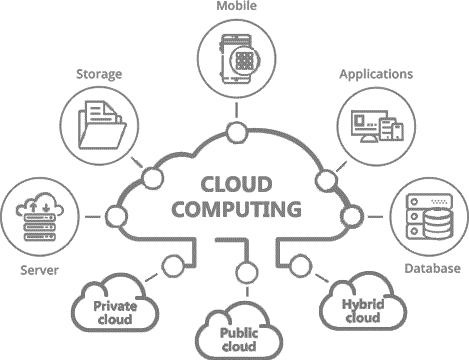 Mobile
Storage
Applications
CLOUD
COMPUTING
Server
Database
Private
cloud
Public
cloud
Hybrid
cloud